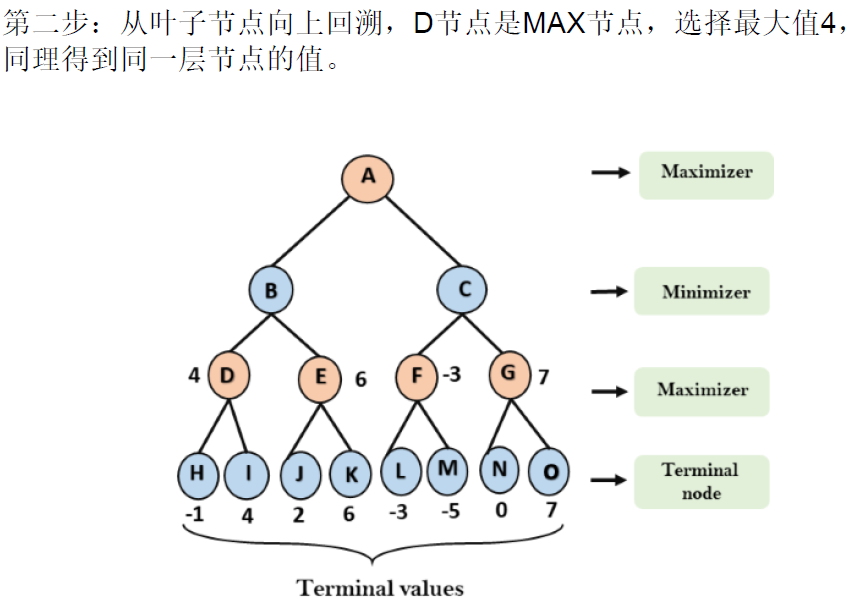 第二步：从叶子节点向上回溯，D节点是MAX节点，选择最大值4，
同理得到同一层节点的值。
A
Maximizer
B
C
Minimizer
4 D
E 6
F -3
G 7
Maximizer
H I J K L M N O
Terminal
node
-1 4 2 6 -3 -5 0 7
Terminal values